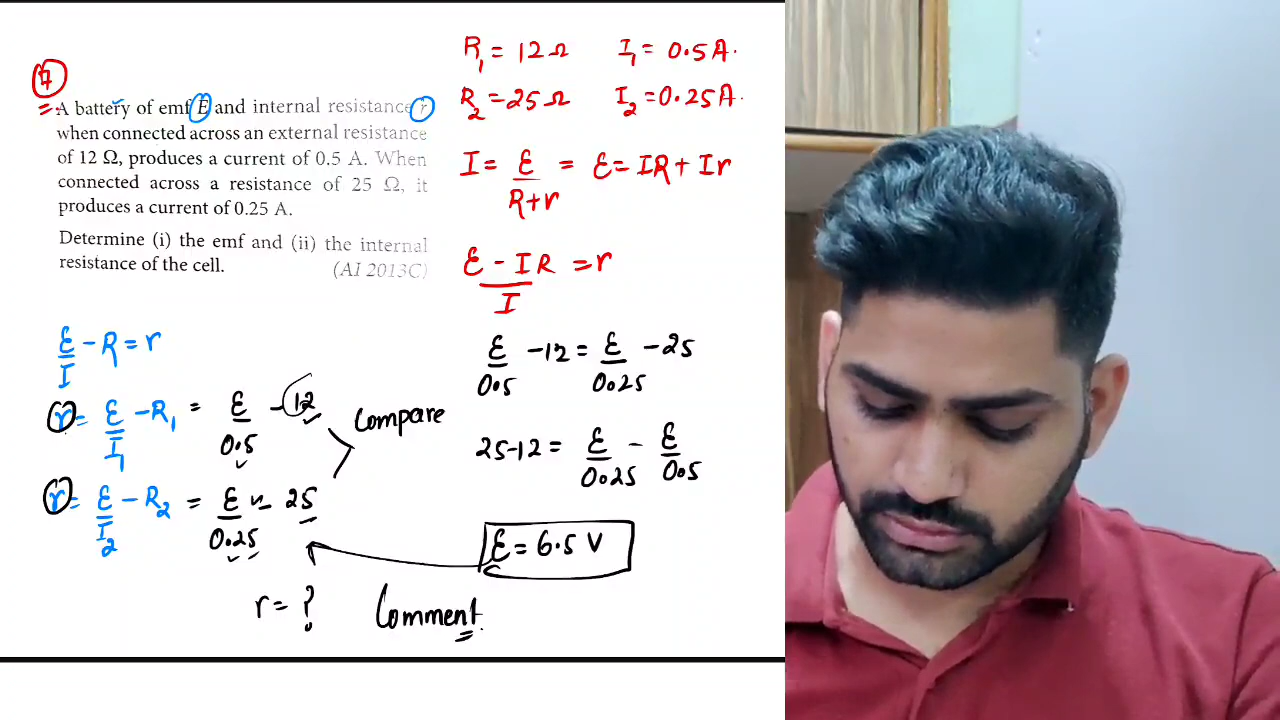 7
A battery of emf E and internal resistance r
when connected across an external resistance
of 12 Ω, produces a current of 0.5 A. When
connected across a resistance of 25 Ω, it
produces a current of 0.25 A.
Determine (i) the emf and (ii) the internal
resistance of the cell. (AI 2013C)
R₁ = 12Ω I₁ = 0.5A.
R₂ = 25Ω I₂ = 0.25A.
I = ε/(R+r) = ε = IR + Ir
(ε - IR)/I = r
ε/I - R = r
r = ε/I₁ - R₁ = ε/0.5 - 12
r = ε/I₂ - R₂ = ε/0.25 - 25
Compare
ε/0.5 - 12 = ε/0.25 - 25
25-12 = ε/0.25 - ε/0.5
ε = 6.5 V
r = ? Comment.